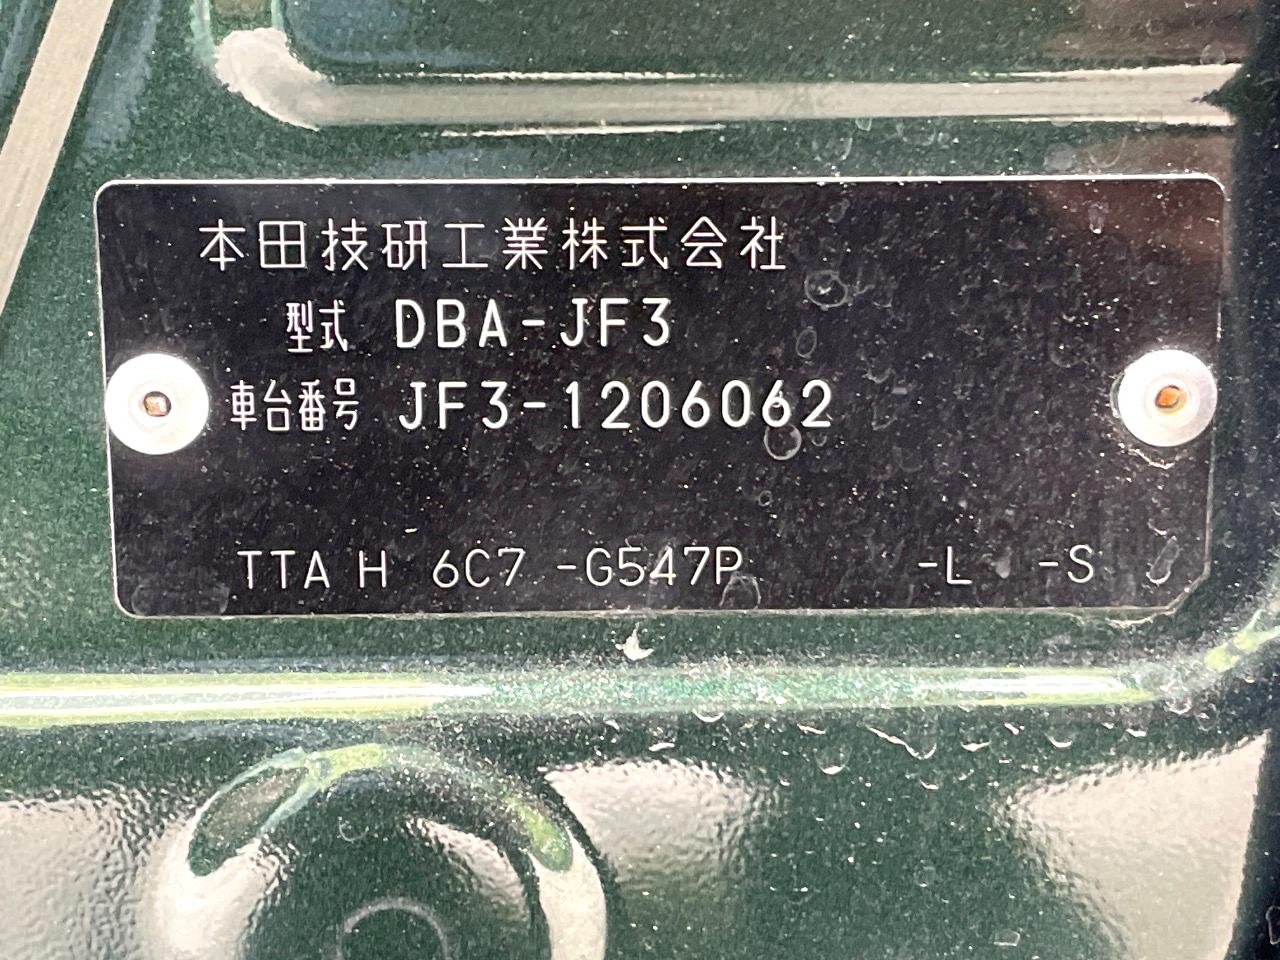 本田技研工業株式会社
型式 DBA-JF3
車台番号 JF3-1206062
TTA H 6C7 -G547P -L -S